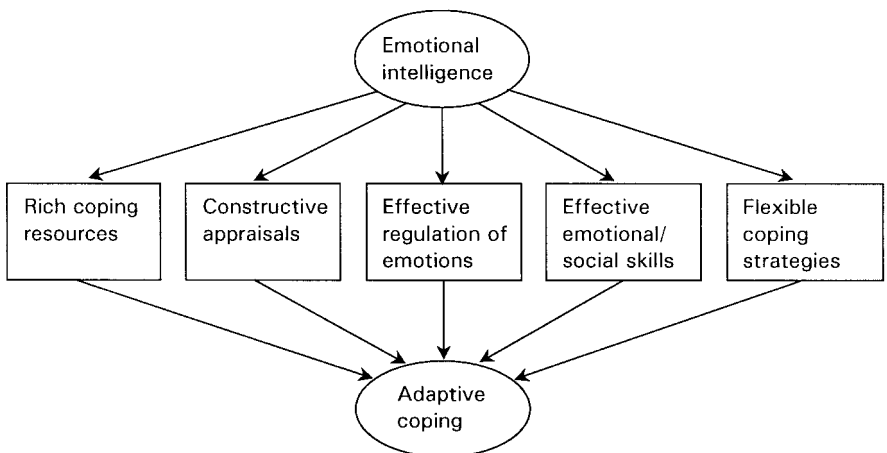 Emotional
intelligence
Rich coping
resources
Constructive
appraisals
Effective
regulation of
emotions
Effective
emotional/
social skills
Flexible
coping
strategies
Adaptive
coping